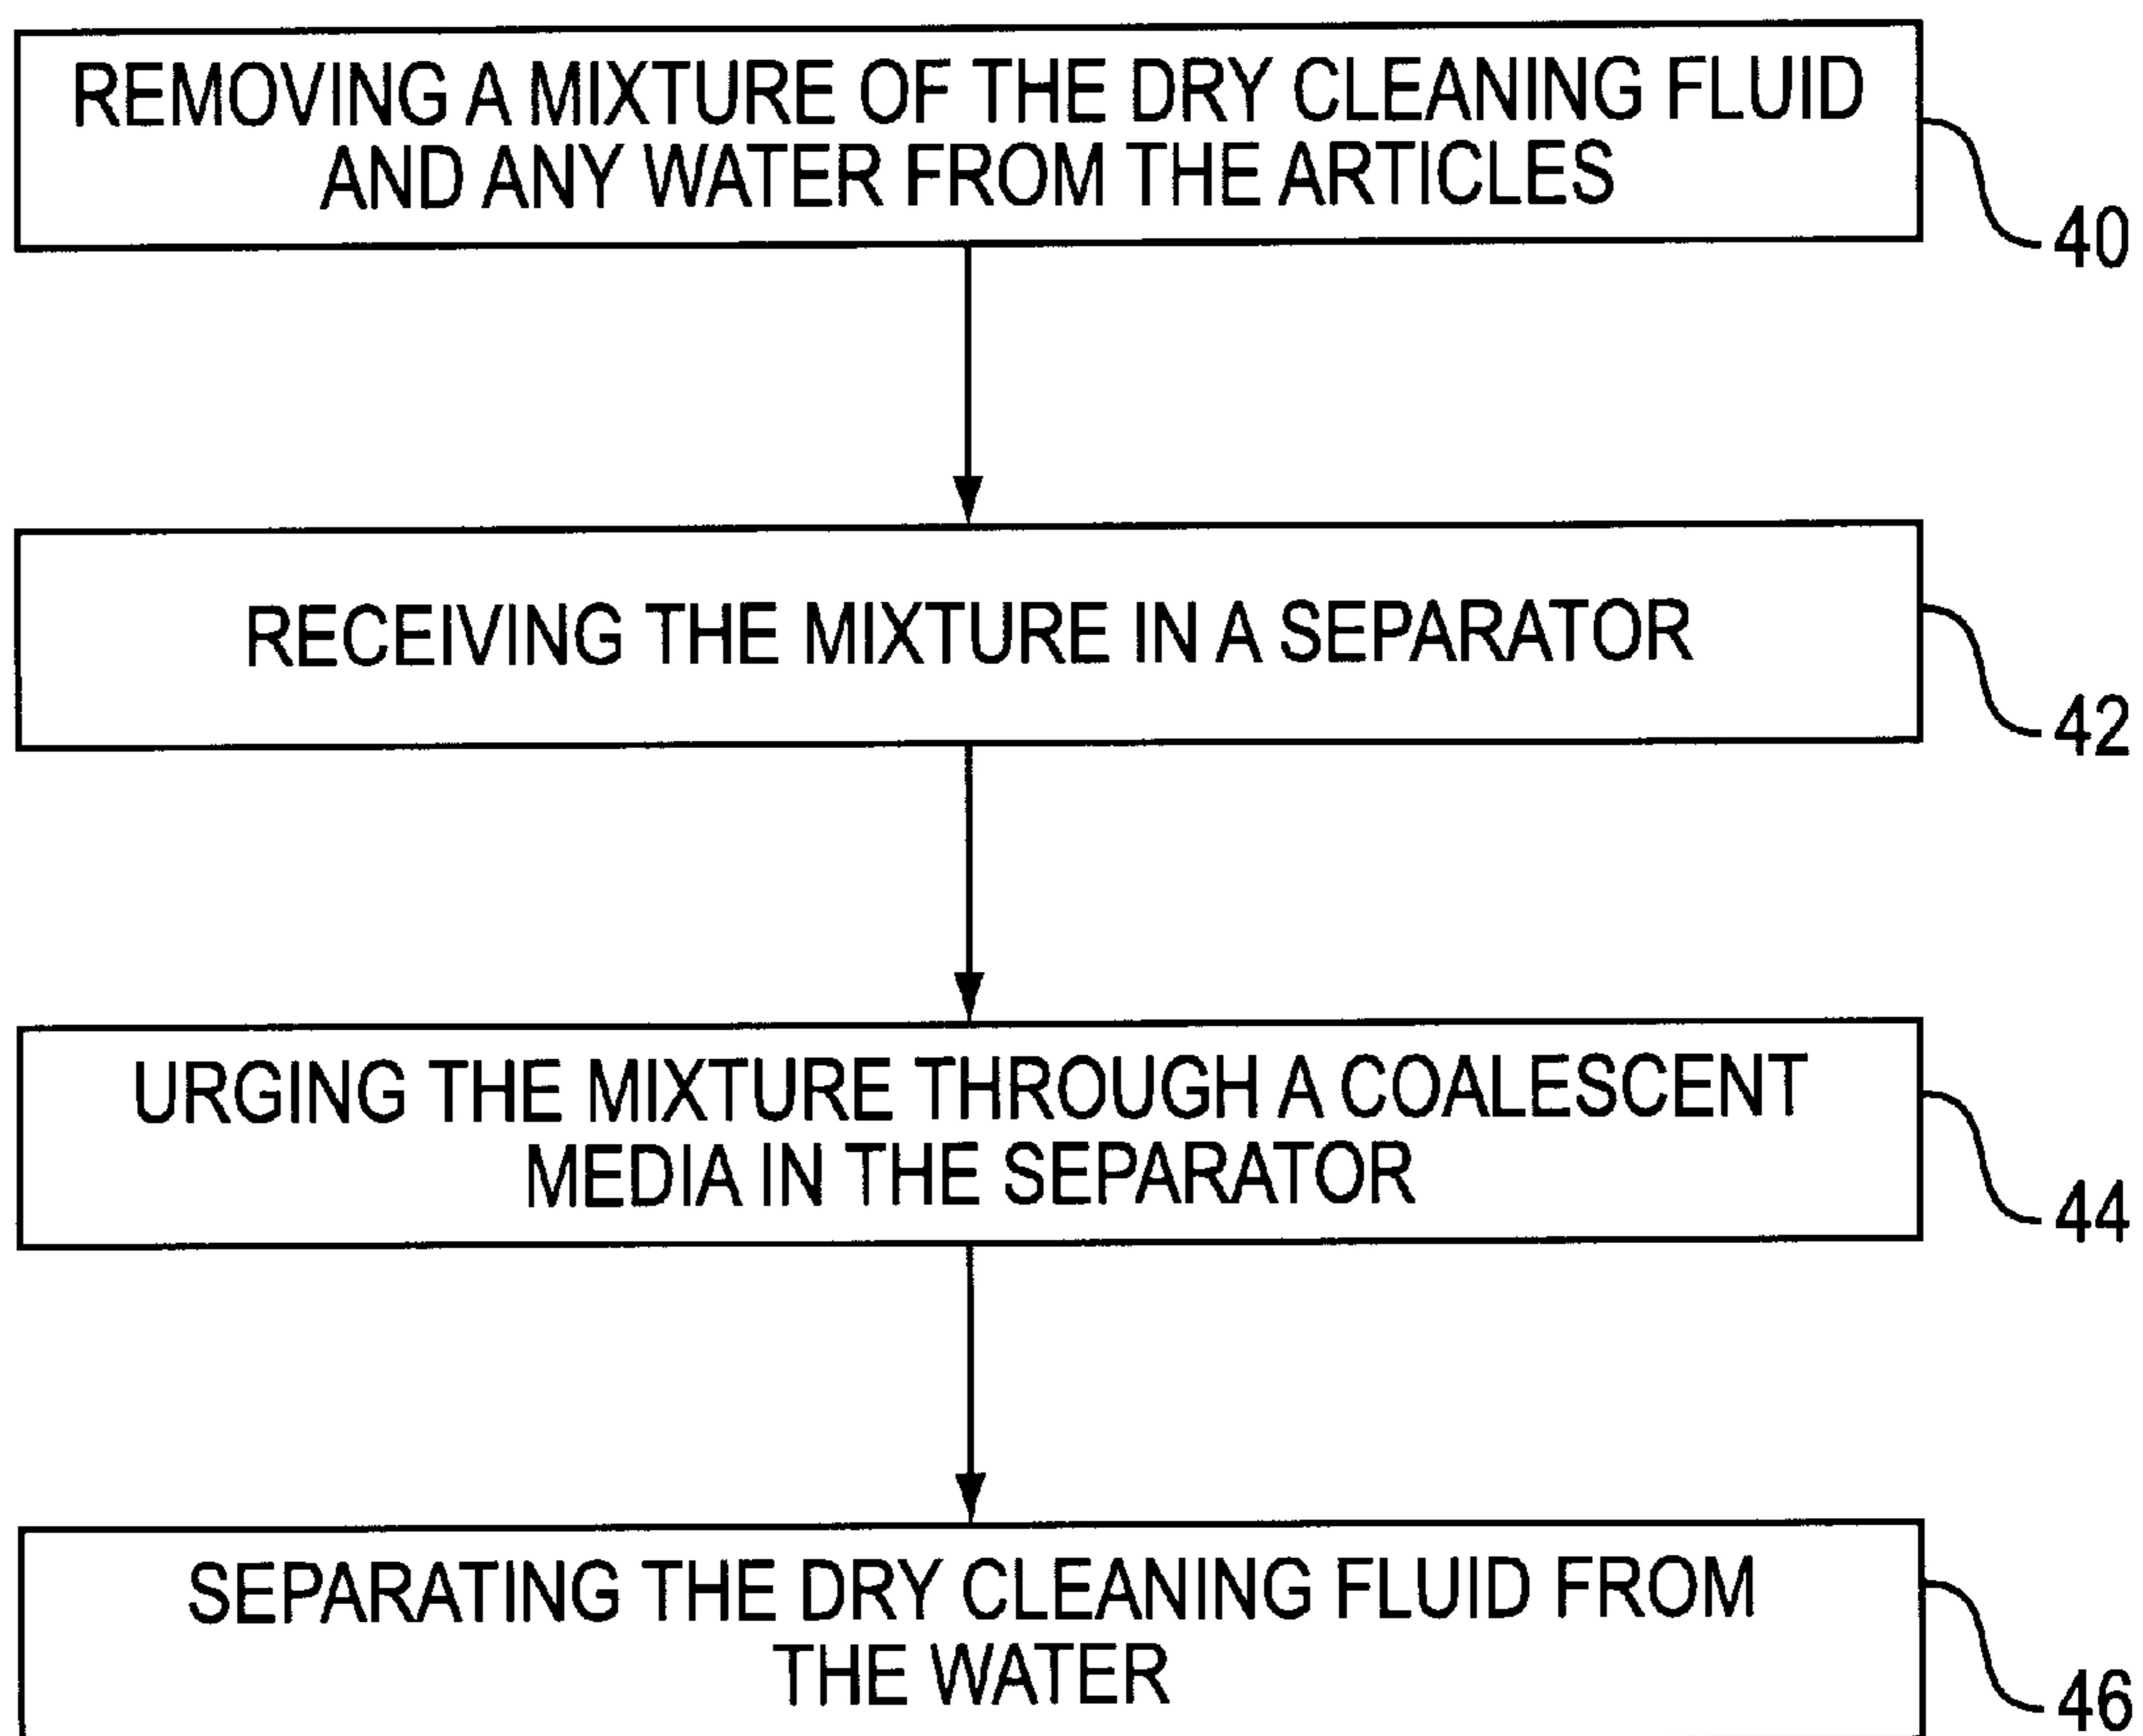 REMOVING A MIXTURE OF THE DRY CLEANING FLUID
AND ANY WATER FROM THE ARTICLES
40
RECEIVING THE MIXTURE IN A SEPARATOR
42
URGING THE MIXTURE THROUGH A COALESCENT
MEDIA IN THE SEPARATOR
44
SEPARATING THE DRY CLEANING FLUID FROM
THE WATER
46